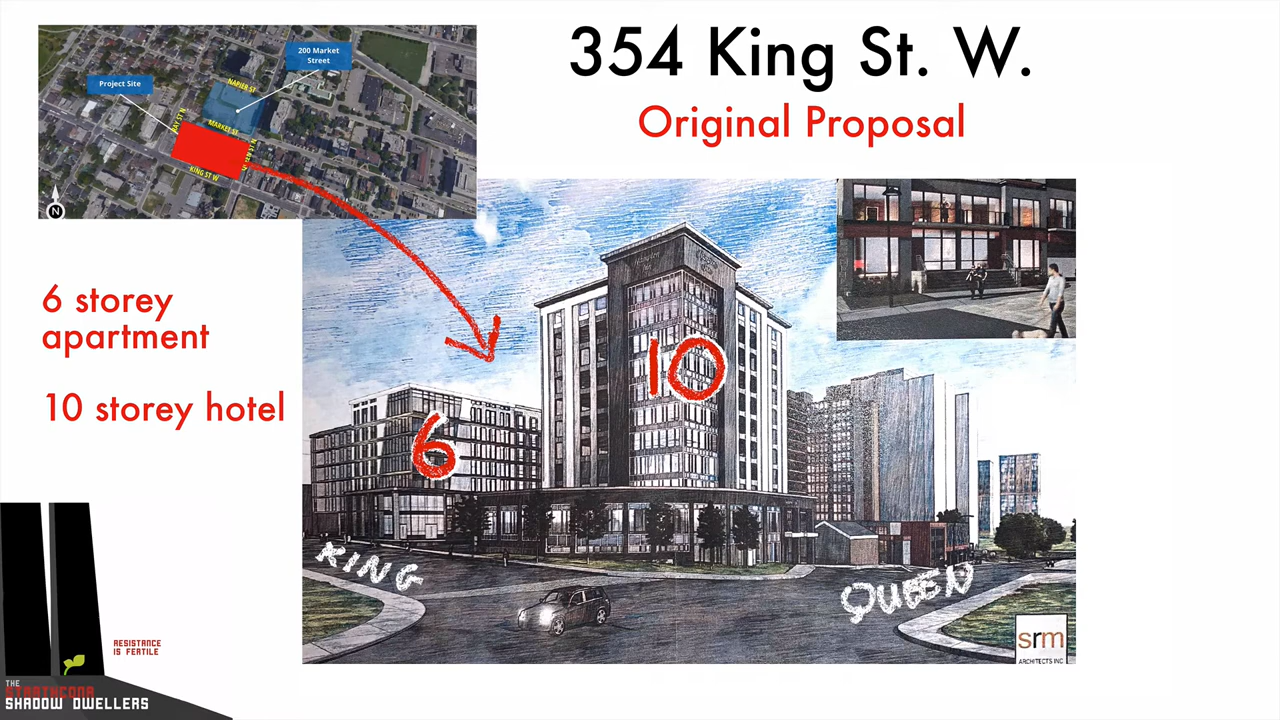 354 King St. W.
Original Proposal
200 Market
Street
Project Site
NAPIER ST
MARKET ST
KING ST W
N
6 storey
apartment
10 storey hotel
10
6
KING
QUEEN
srm
ARCHITECTS INC
RESISTANCE
IS FERTILE
THE
STRATHCONA
SHADOW DWELLERS